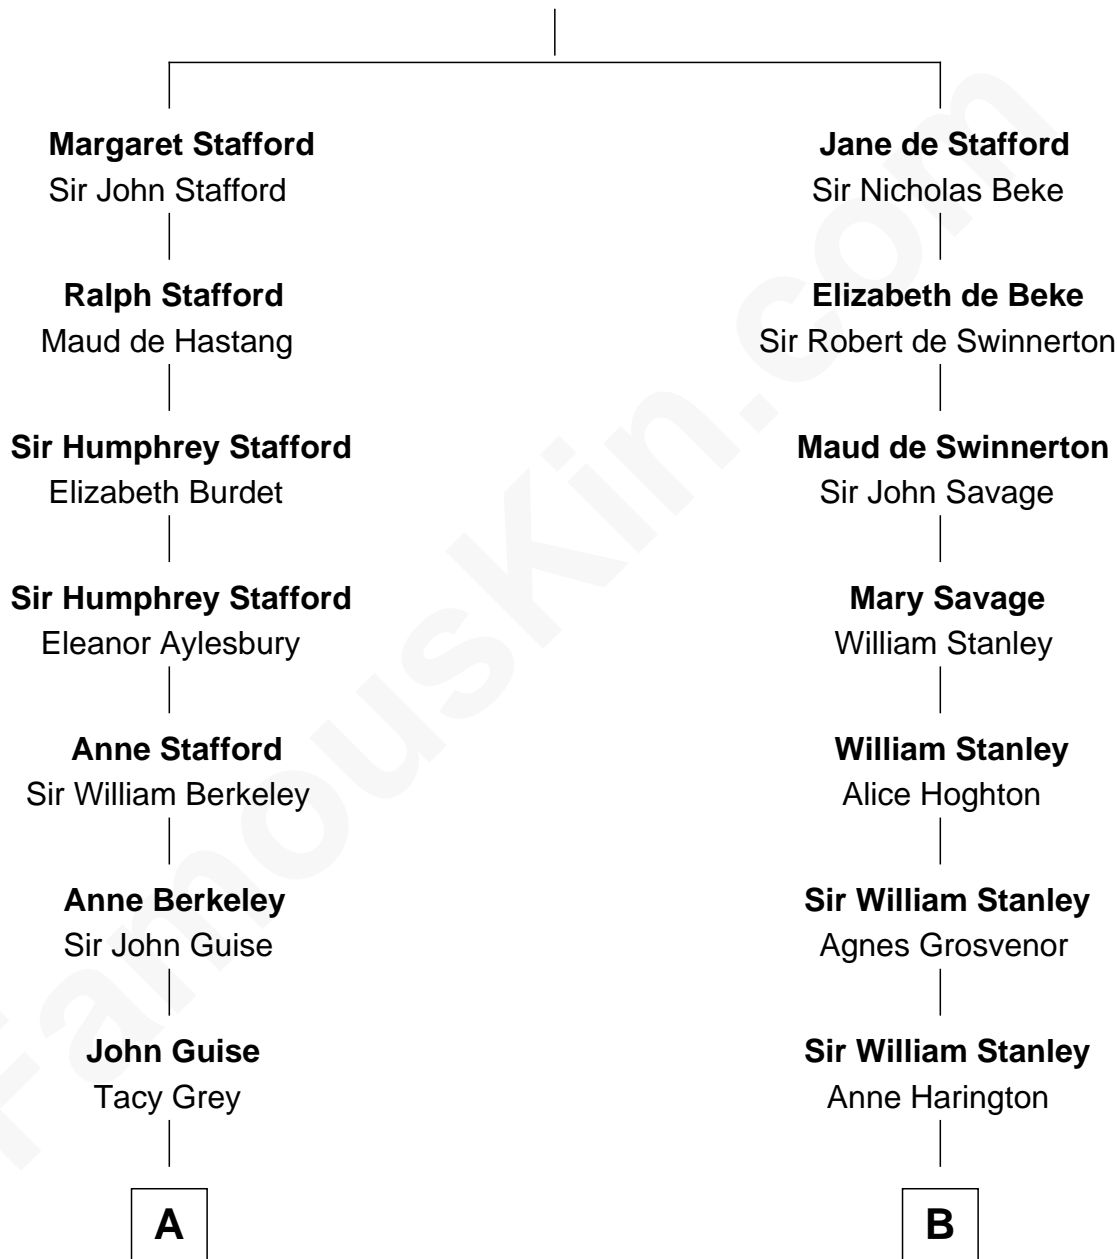 Margaret Stafford
Sir John Stafford
Ralph Stafford
Maud de Hastang
Sir Humphrey Stafford
Elizabeth Burdet
Sir Humphrey Stafford
Eleanor Aylesbury
Anne Stafford
Sir William Berkeley
Anne Berkeley
Sir John Guise
John Guise
Tacy Grey
A
Jane de Stafford
Sir Nicholas Beke
Elizabeth de Beke
Sir Robert de Swinnerton
Maud de Swinnerton
Sir John Savage
Mary Savage
William Stanley
William Stanley
Alice Hoghton
Sir William Stanley
Agnes Grosvenor
Sir William Stanley
Anne Harington
B
FamousKin.com